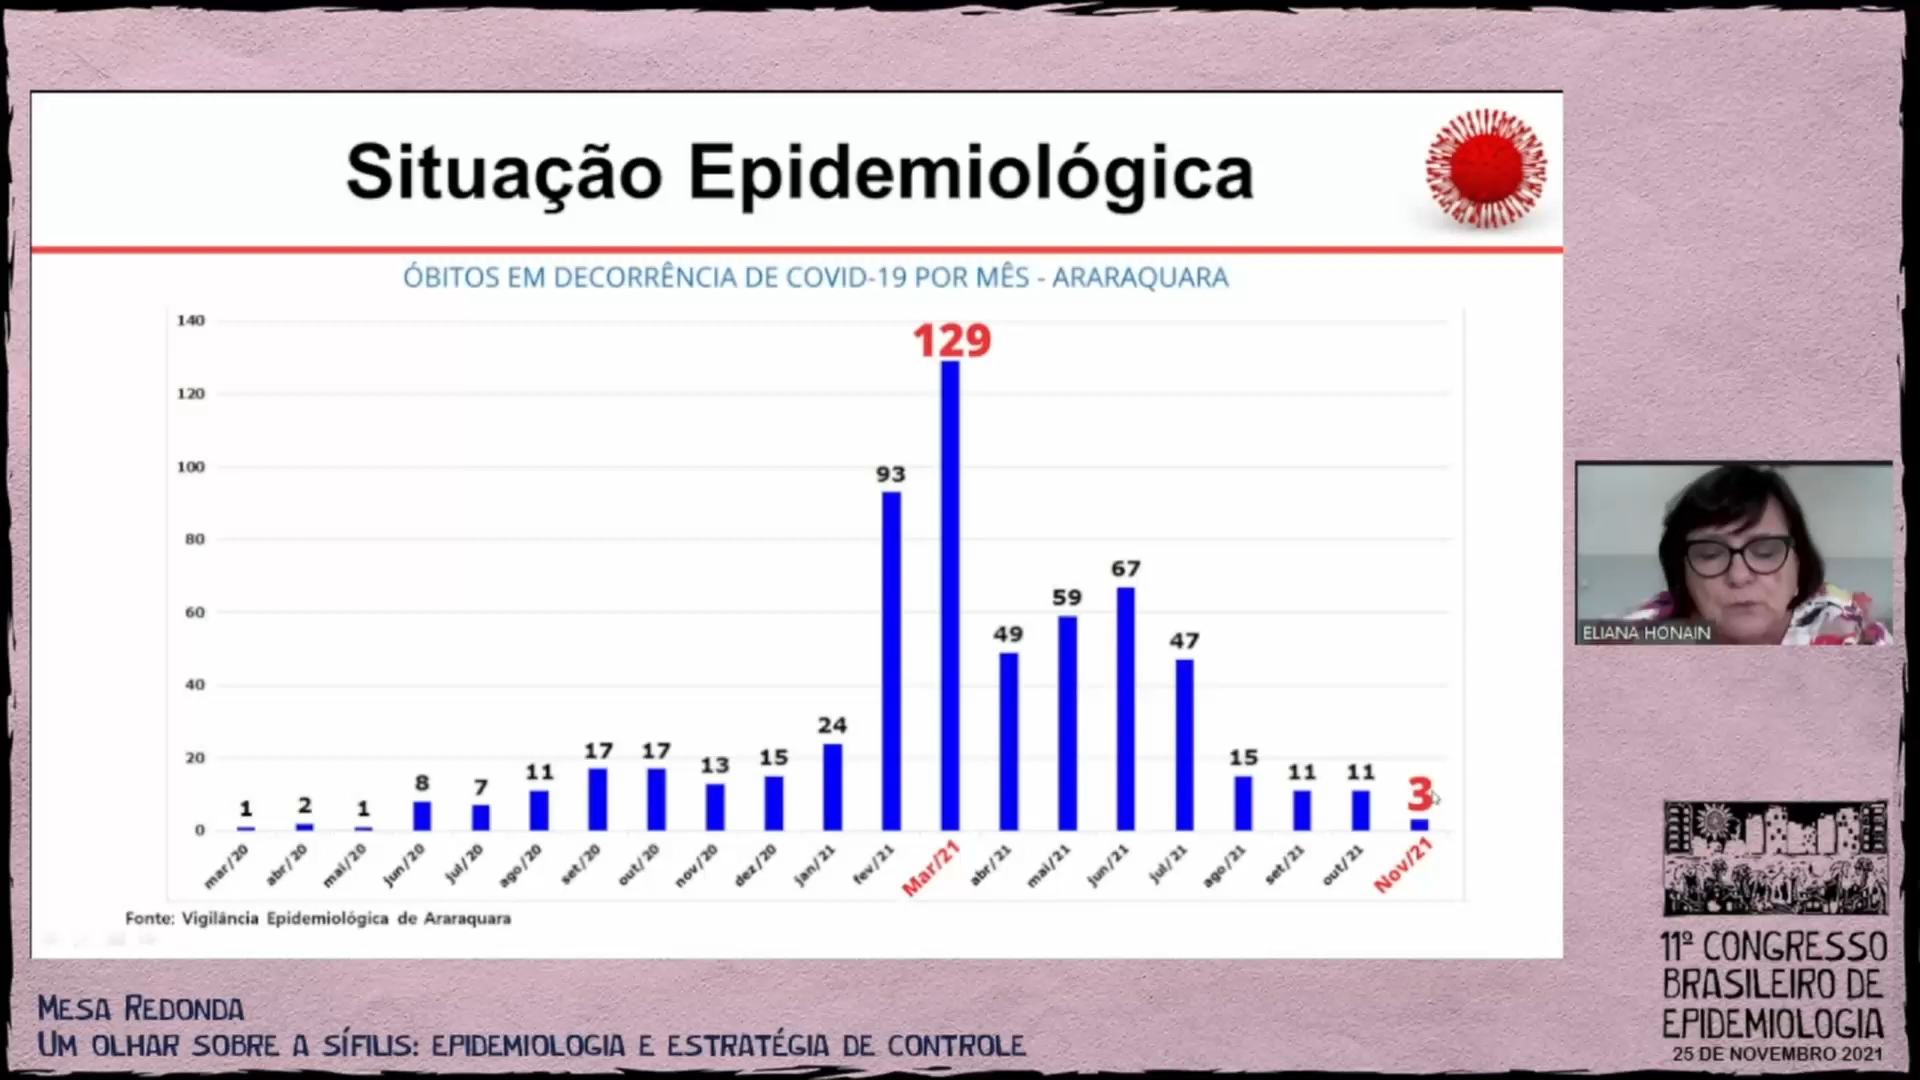 Situação Epidemiológica
ÓBITOS EM DECORRÊNCIA DE COVID-19 POR MÊS - ARARAQUARA
140
120
100
80
60
40
20
0
1
2
1
8
7
11
17
17
13
15
24
93
129
49
59
67
47
15
11
11
3
mar/20
abr/20
mai/20
jun/20
jul/20
ago/20
set/20
out/20
nov/20
dez/20
jan/21
fev/21
Mar/21
abr/21
mai/21
jun/21
jul/21
ago/21
set/21
out/21
Nov/21
Fonte: Vigilância Epidemiológica de Araraquara
ELIANA HONAIN
MESA REDONDA
UM OLHAR SOBRE A SÍFILIS: EPIDEMIOLOGIA E ESTRATÉGIA DE CONTROLE
11º CONGRESSO
BRASILEIRO DE
EPIDEMIOLOGIA
25 DE NOVEMBRO 2021